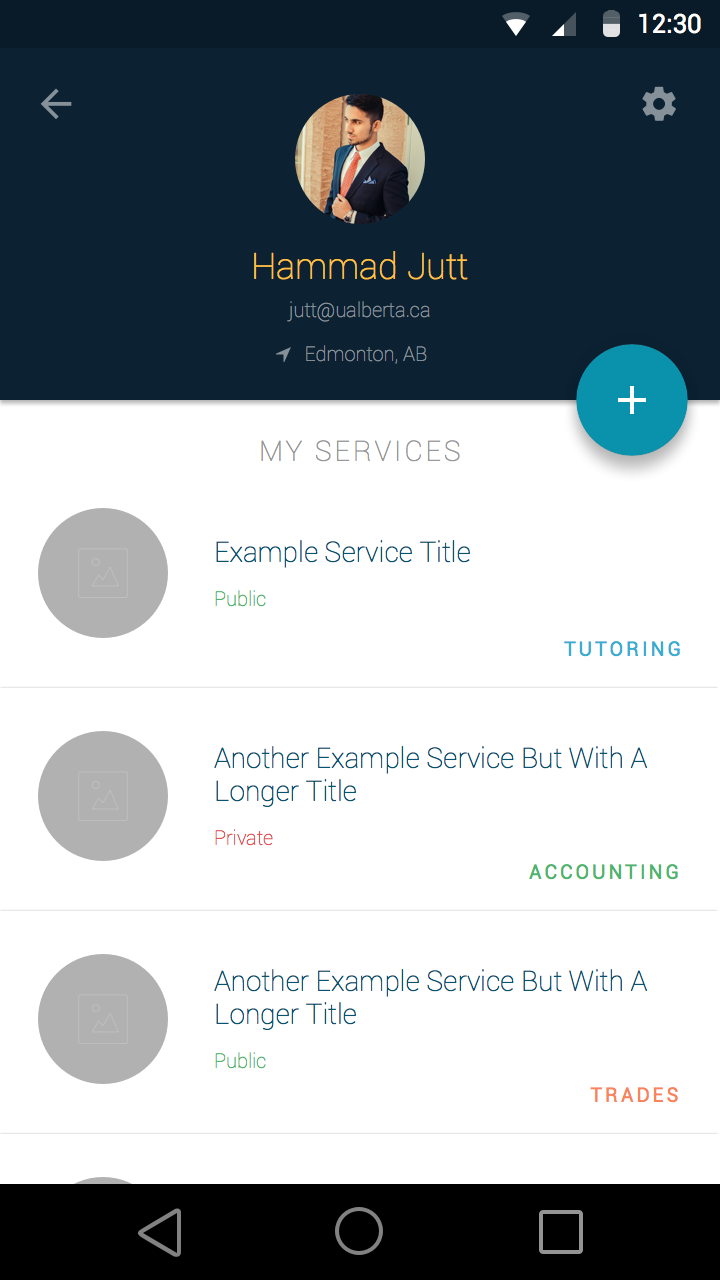 12:30
Hammad Jutt
jutt@ualberta.ca
Edmonton, AB
MY SERVICES
Example Service Title
Public
TUTORING
Another Example Service But With A
Longer Title
Private
ACCOUNTING
Another Example Service But With A
Longer Title
Public
TRADES